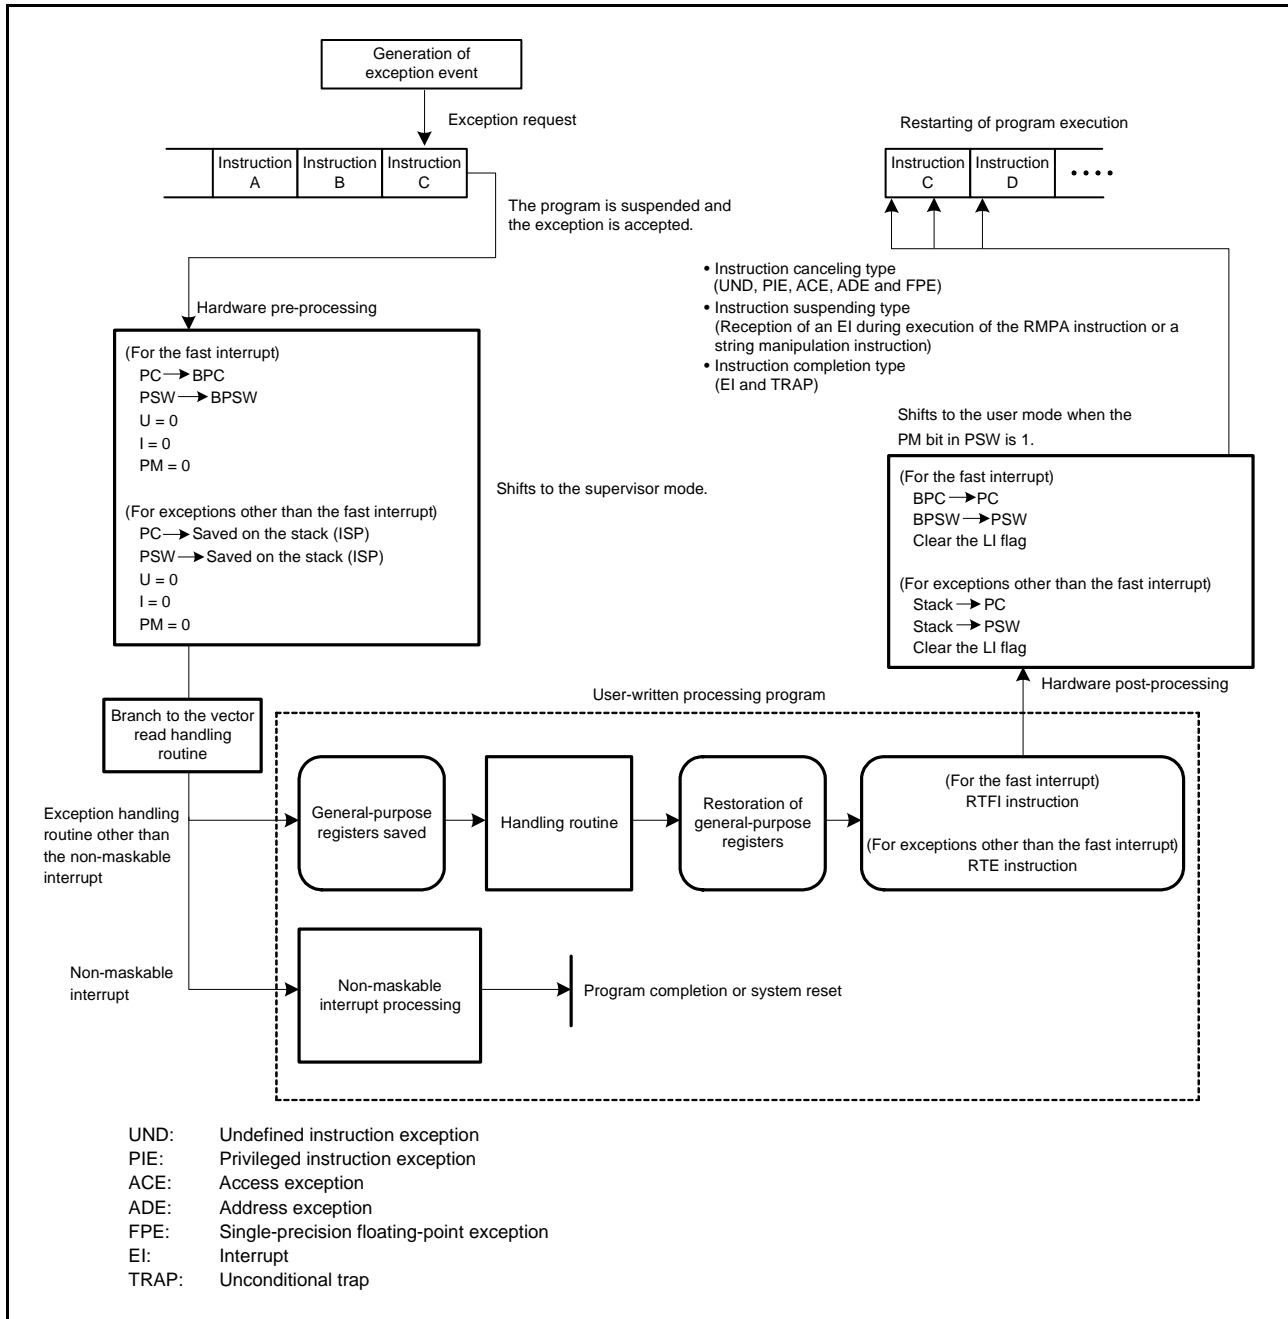 Generation of
exception event
Exception request
Instruction
A
Instruction
B
Instruction
C
The program is suspended and
the exception is accepted.
Restarting of program execution
Instruction
C
Instruction
D
• • • •
• Instruction canceling type
(UND, PIE, ACE, ADE and FPE)
• Instruction suspending type
(Reception of an EI during execution of the RMPA instruction or a
string manipulation instruction)
• Instruction completion type
(EI and TRAP)
Hardware pre-processing
(For the fast interrupt)
PC → BPC
PSW → BPSW
U = 0
I = 0
PM = 0
(For exceptions other than the fast interrupt)
PC → Saved on the stack (ISP)
PSW → Saved on the stack (ISP)
U = 0
I = 0
PM = 0
Shifts to the supervisor mode.
Shifts to the user mode when the
PM bit in PSW is 1.
(For the fast interrupt)
BPC → PC
BPSW → PSW
Clear the LI flag
(For exceptions other than the fast interrupt)
Stack → PC
Stack → PSW
Clear the LI flag
Hardware post-processing
User-written processing program
Branch to the vector
read handling
routine
Exception handling
routine other than
the non-maskable
interrupt
General-purpose
registers saved
Handling routine
Restoration of
general-purpose
registers
(For the fast interrupt)
RTFI instruction
(For exceptions other than the fast interrupt)
RTE instruction
Non-maskable
interrupt
Non-maskable
interrupt processing
Program completion or system reset
UND: Undefined instruction exception
PIE: Privileged instruction exception
ACE: Access exception
ADE: Address exception
FPE: Single-precision floating-point exception
EI: Interrupt
TRAP: Unconditional trap